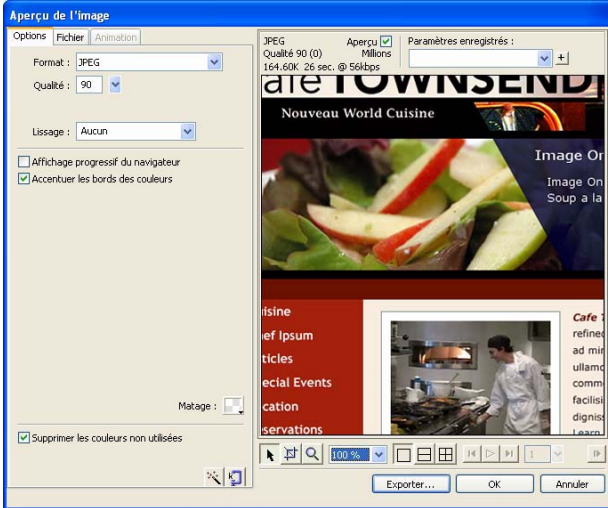 Aperçu de l'image
Options Fichier Animation
Format : JPEG
Qualité : 90
Lissage : Aucun
Affichage progressif du navigateur
Accentuer les bords des couleurs
Matage :
Supprimer les couleurs non utilisées
JPEG Aperçu
Qualité 90 (0) Millions
164.60K 26 sec. @ 56kbps
Paramètres enregistrés :
TOWNSEND
Nouveau World Cuisine
Image On
Image On
Soup a la
isine
ef Ipsum
ticles
ecial Events
cation
servations
Cafe T
refined
ad min
ullamc
comm
facilisi
digniss
Learn
100 %
1
Exporter... OK Annuler